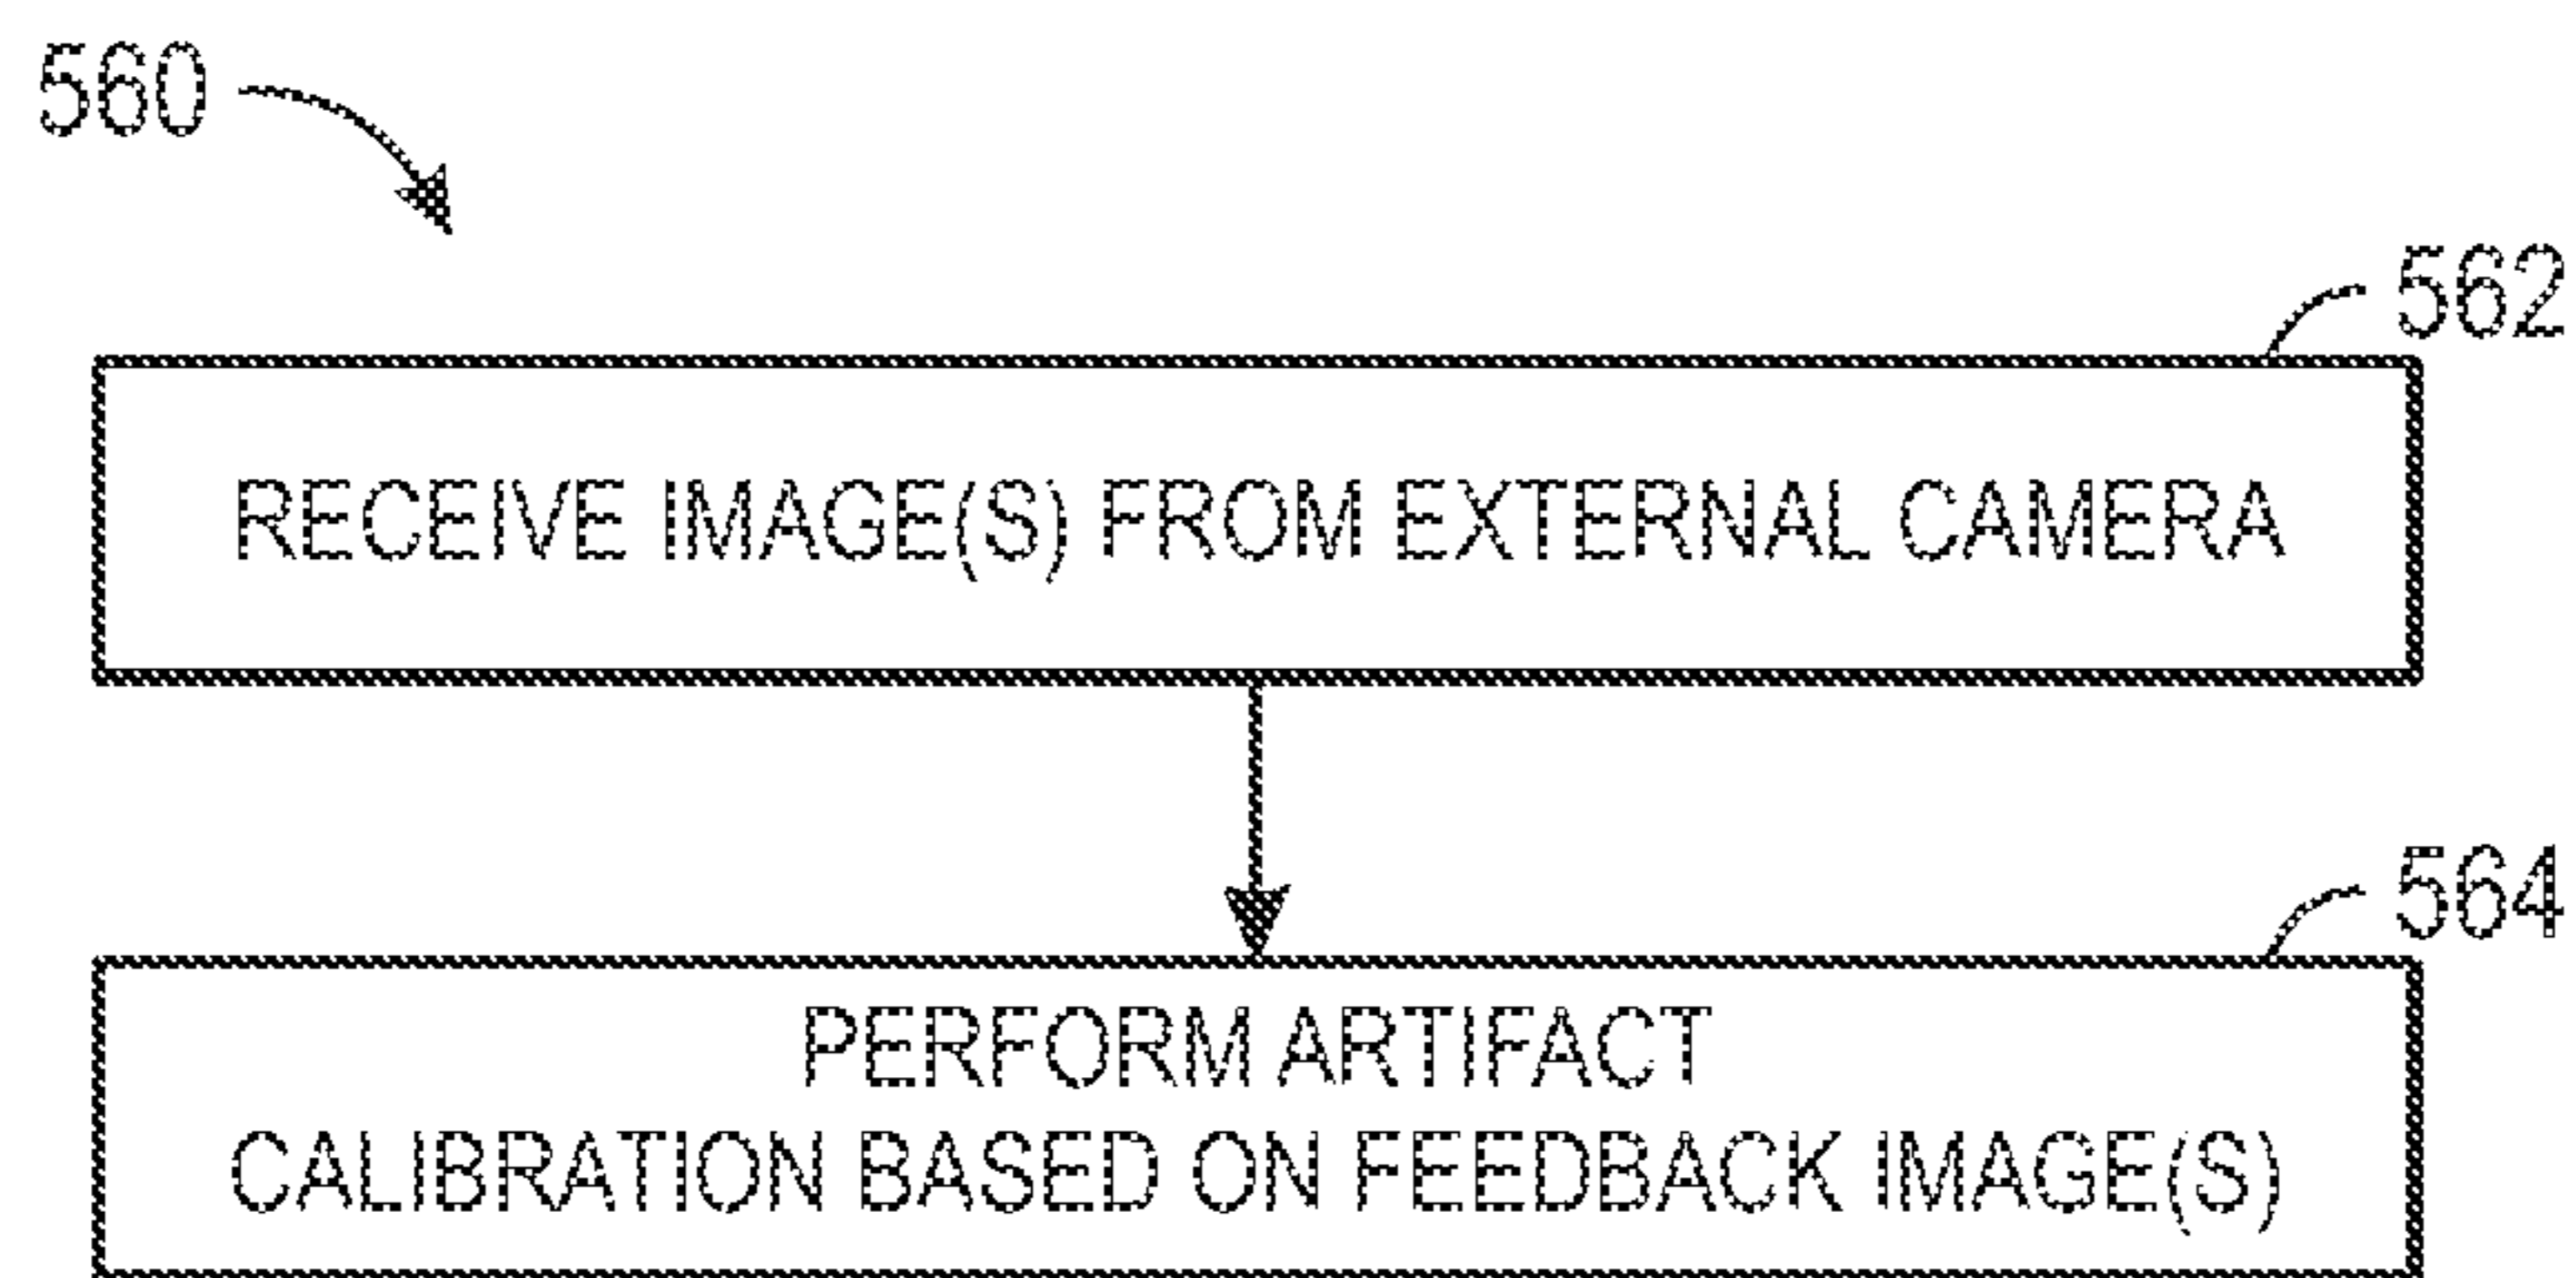 560
562
RECEIVE IMAGE(S) FROM EXTERNAL CAMERA
564
PERFORM ARTIFACT
CALIBRATION BASED ON FEEDBACK IMAGE(S)